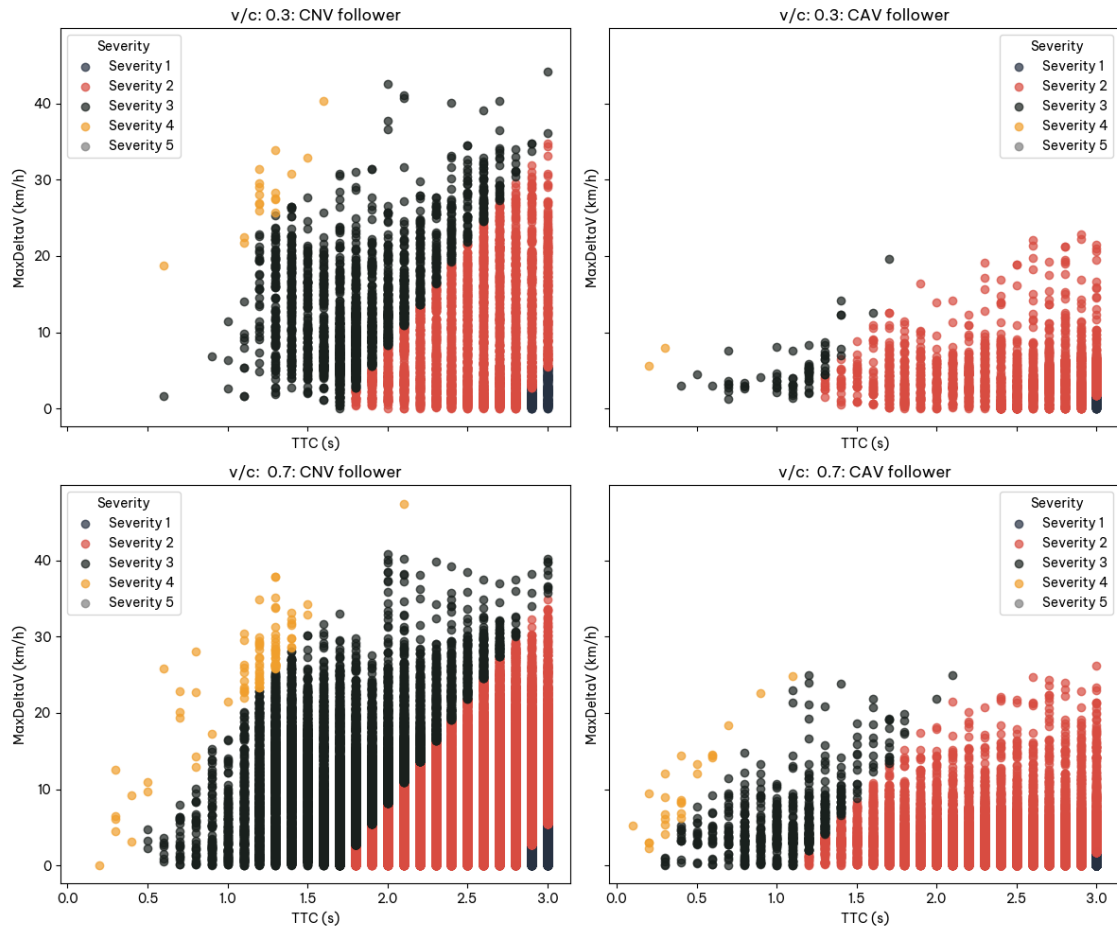 v/c: 0.3: CNV follower
Severity
Severity 1
Severity 2
Severity 3
Severity 4
Severity 5
MaxDeltaV (km/h)
40
30
20
10
0
TTC (s)
v/c: 0.3: CAV follower
Severity
Severity 1
Severity 2
Severity 3
Severity 4
Severity 5
MaxDeltaV (km/h)
TTC (s)
v/c: 0.7: CNV follower
Severity
Severity 1
Severity 2
Severity 3
Severity 4
Severity 5
MaxDeltaV (km/h)
40
30
20
10
0
0.0 0.5 1.0 1.5 2.0 2.5 3.0
TTC (s)
v/c: 0.7: CAV follower
Severity
Severity 1
Severity 2
Severity 3
Severity 4
Severity 5
MaxDeltaV (km/h)
0.0 0.5 1.0 1.5 2.0 2.5 3.0
TTC (s)